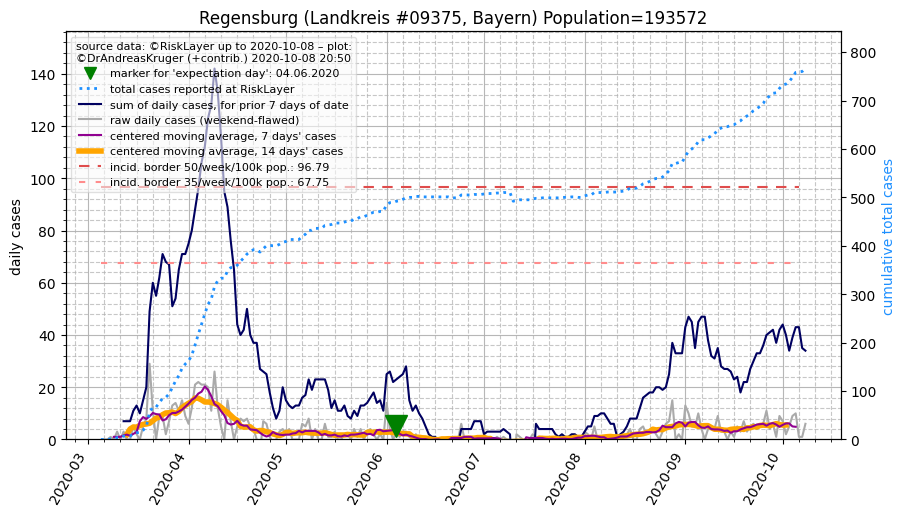 Regensburg (Landkreis #09375, Bayern) Population=193572
source data: ©RiskLayer up to 2020-10-08 – plot:
©DrAndreasKruger (+contrib.) 2020-10-08 20:50
marker for 'expectation day': 04.06.2020
total cases reported at RiskLayer
sum of daily cases, for prior 7 days of date
raw daily cases (weekend-flawed)
centered moving average, 7 days' cases
centered moving average, 14 days' cases
incid. border 50/week/100k pop.: 96.79
incid. border 35/week/100k pop.: 67.75
daily cases
140
120
100
80
60
40
20
0
cumulative total cases
800
700
600
500
400
300
200
100
0
2020-03
2020-04
2020-05
2020-06
2020-07
2020-08
2020-09
2020-10